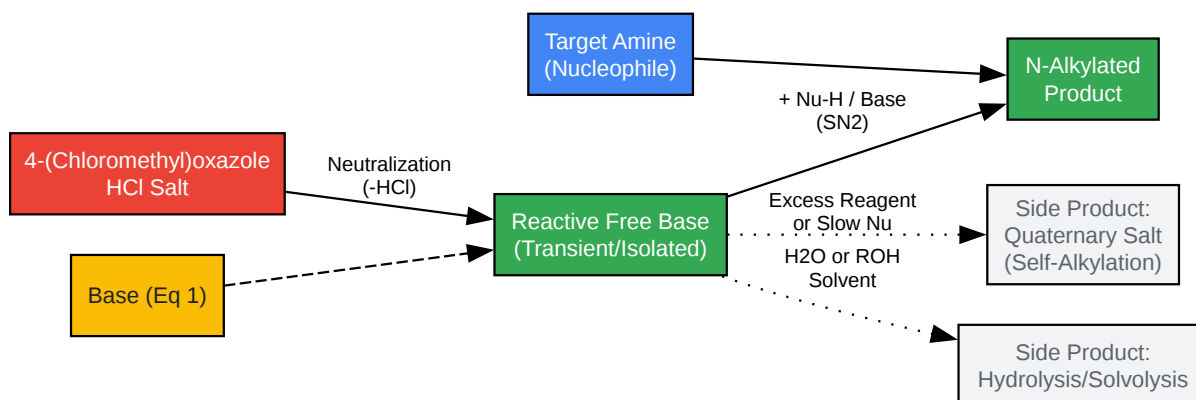 Target Amine
(Nucleophile)
N-Alkylated
Product
+ Nu-H / Base
(SN2)
4-(Chloromethyl)oxazole
HCl Salt
Neutralization
(-HCl)
Reactive Free Base
(Transient/Isolated)
Excess Reagent
or Slow Nu
Side Product:
Quaternary Salt
(Self-Alkylation)
H2O or ROH
Solvent
Base (Eq 1)
Side Product:
Hydrolysis/Solvolysis